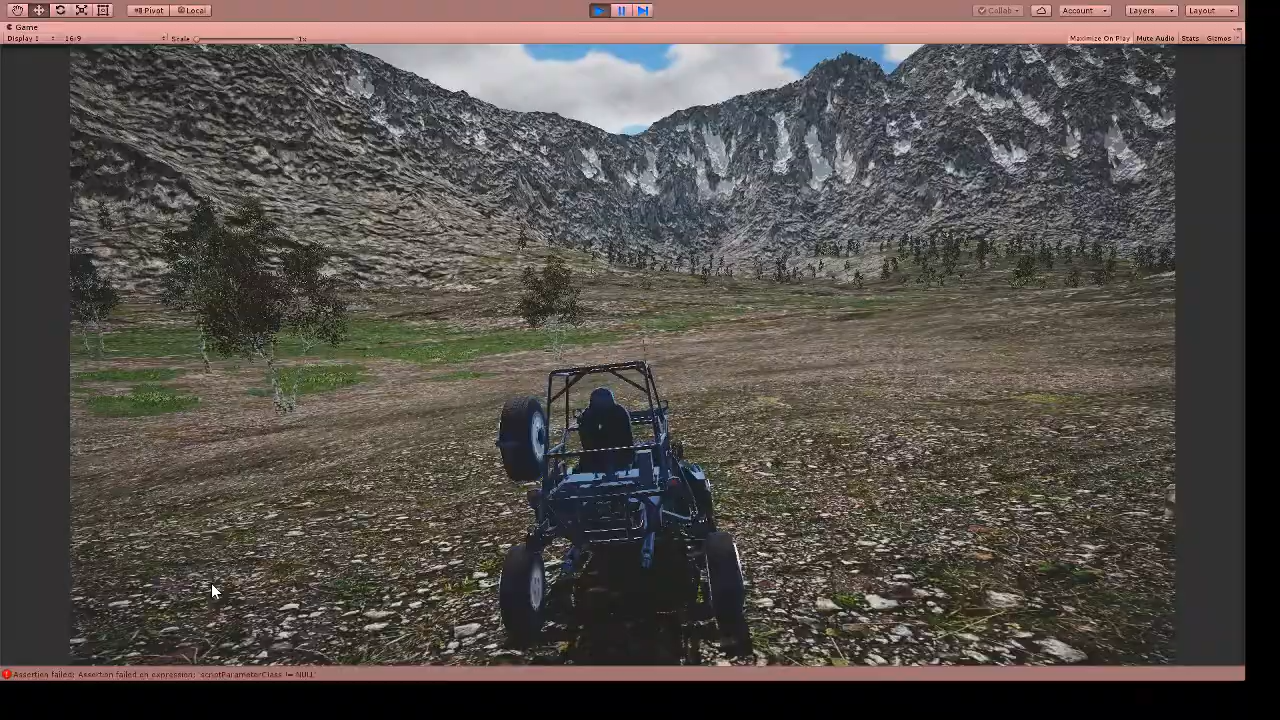 Pivot Local Collab Account Layers Layout
Game
Display 1 16:9 Scale 1x Maximize On Play Mute Audio Stats Gizmos
Assertion failed: Assertion failed on expression: 'scriptParameterClass != NULL'